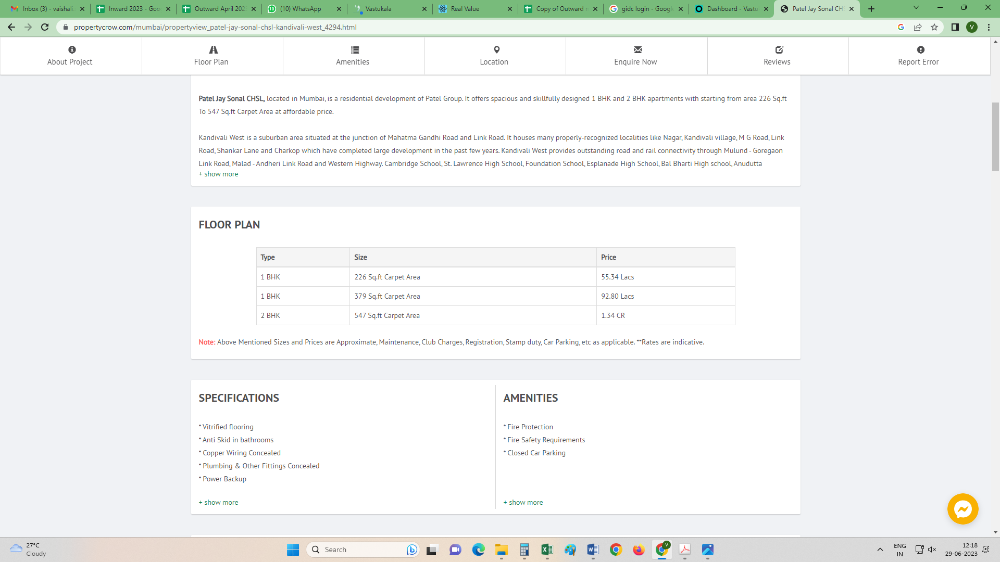 Inbox (3) - vaishali
Inward 2023 - Goo
Outward April 202
(10) WhatsApp
Vastukala
Real Value
Copy of Outward
gidc login - Google
Dashboard - Vastu
Patel Jay Sonal CHS
propertycrow.com/mumbai/propertyview_patel-jay-sonal-chsl-kandivali-west_4294.html
V
About Project
Floor Plan
Amenities
Location
Enquire Now
Reviews
Report Error
Patel Jay Sonal CHSL, located in Mumbai, is a residential development of Patel Group. It offers spacious and skillfully designed 1 BHK and 2 BHK apartments with starting from area 226 Sq.ft
To 547 Sq.ft Carpet Area at affordable price.
Kandivali West is a suburban area situated at the junction of Mahatma Gandhi Road and Link Road. It houses many properly-recognized localities like Nagar, Kandivali village, M G Road, Link
Road, Shankar Lane and Charkop which have completed large development in the past few years. Kandivali West provides outstanding road and rail connectivity through Mulund - Goregaon
Link Road, Malad - Andheri Link Road and Western Highway. Cambridge School, St. Lawrence High School, Foundation School, Esplanade High School, Bal Bharti High school, Anudutta
+ show more
FLOOR PLAN
Type Size Price
1 BHK 226 Sq.ft Carpet Area 55.34 Lacs
1 BHK 379 Sq.ft Carpet Area 92.80 Lacs
2 BHK 547 Sq.ft Carpet Area 1.34 CR
Note: Above Mentioned Sizes and Prices are Approximate, Maintenance, Club Charges, Registration, Stamp duty, Car Parking, etc as applicable. **Rates are indicative.
SPECIFICATIONS
* Vitrified flooring
* Anti Skid in bathrooms
* Copper Wiring Concealed
* Plumbing & Other Fittings Concealed
* Power Backup
+ show more
AMENITIES
* Fire Protection
* Fire Safety Requirements
* Closed Car Parking
+ show more
27°C
Cloudy
Search
ENG
IN
12:18
29-06-2023